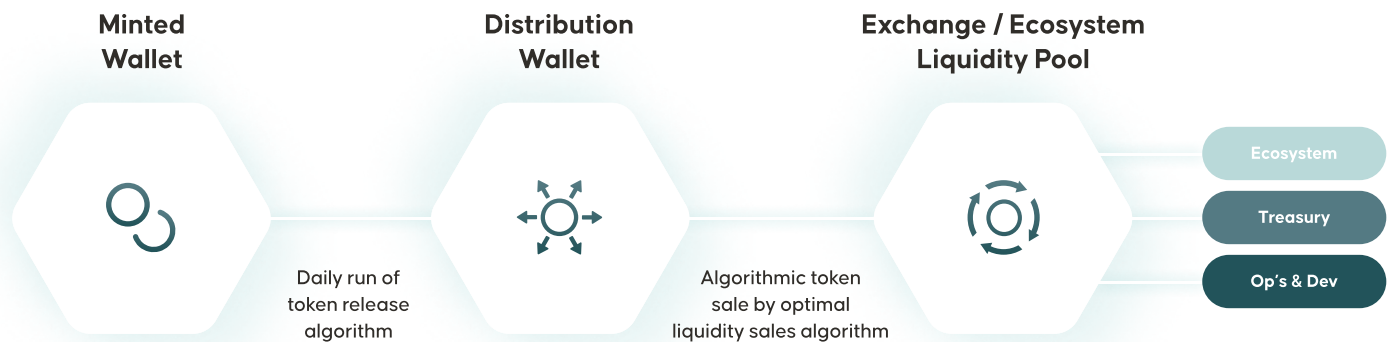 Minted
Wallet
Distribution
Wallet
Exchange / Ecosystem
Liquidity Pool
Daily run of
token release
algorithm
Algorithmic token
sale by optimal
liquidity sales algorithm
Ecosystem
Treasury
Op's & Dev